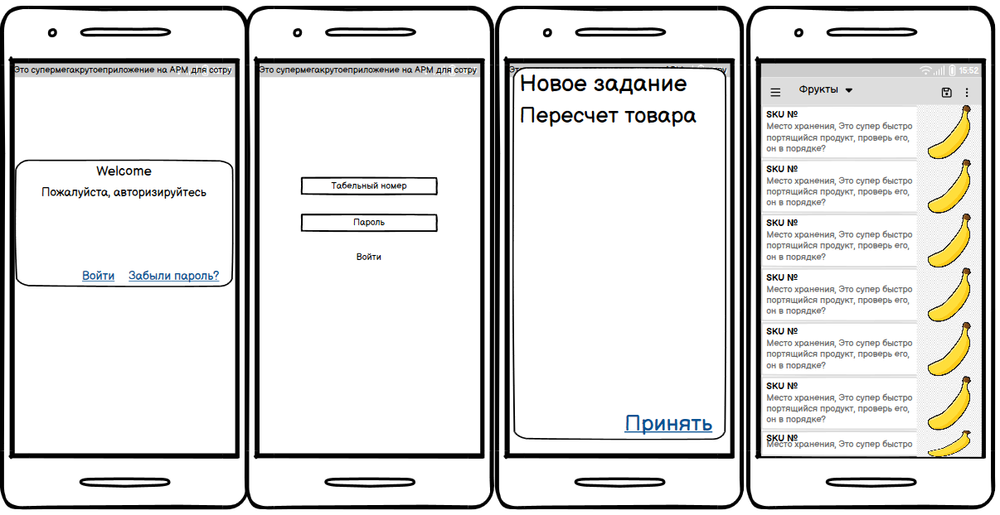 Это супермегакрутоеприложение на АРМ для сотру
Welcome
Пожалуйста, авторизируйтесь
Войти Забыли пароль?
Это супермегакрутоеприложение на АРМ для сотру
Табельный номер
Пароль
Войти
Новое задание
Пересчет товара
Принять
15:52
Фрукты
SKU №
Место хранения, Это супер быстро
портящийся продукт, проверь его,
он в порядке?
SKU №
Место хранения, Это супер быстро
портящийся продукт, проверь его,
он в порядке?
SKU №
Место хранения, Это супер быстро
портящийся продукт, проверь его,
он в порядке?
SKU №
Место хранения, Это супер быстро
портящийся продукт, проверь его,
он в порядке?
SKU №
Место хранения, Это супер быстро
портящийся продукт, проверь его,
он в порядке?
SKU №
Место хранения, Это супер быстро
портящийся продукт, проверь его,
он в порядке?
SKU №
Место хранения, Это супер быстро